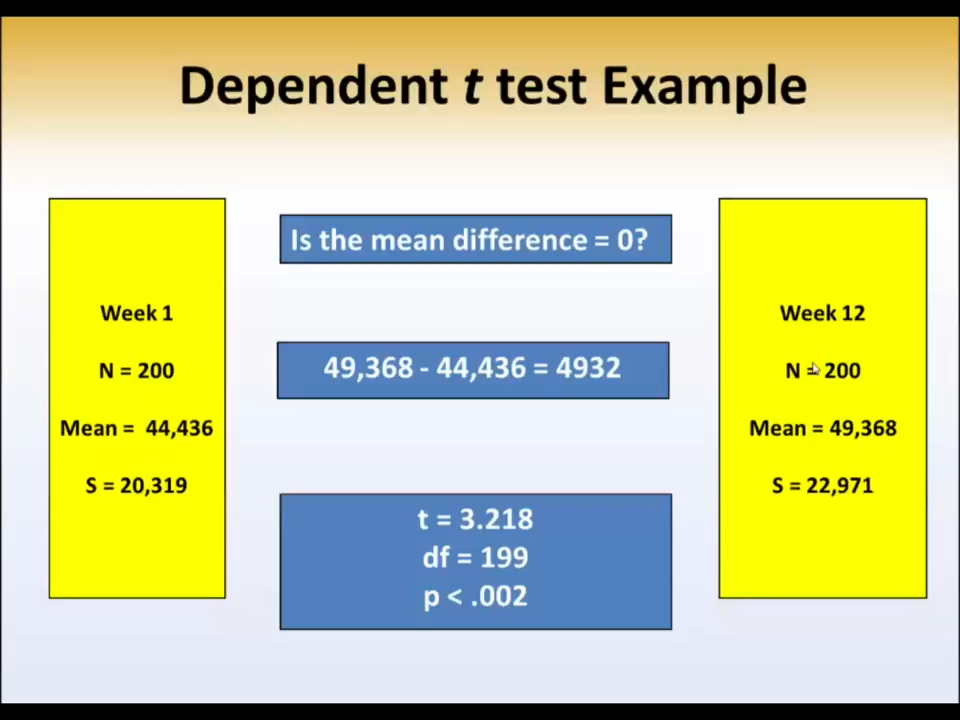 Dependent t test Example
Week 1
N = 200
Mean = 44,436
S = 20,319
Is the mean difference = 0?
49,368 - 44,436 = 4932
t = 3.218
df = 199
p < .002
Week 12
N = 200
Mean = 49,368
S = 22,971